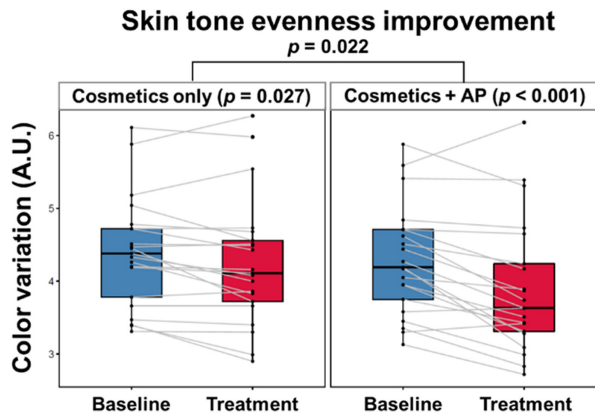 Skin tone evenness improvement
p = 0.022
Cosmetics only (p = 0.027)
Cosmetics + AP (p < 0.001)
Color variation (A.U.)
6
5
4
3
Baseline
Treatment
Baseline
Treatment